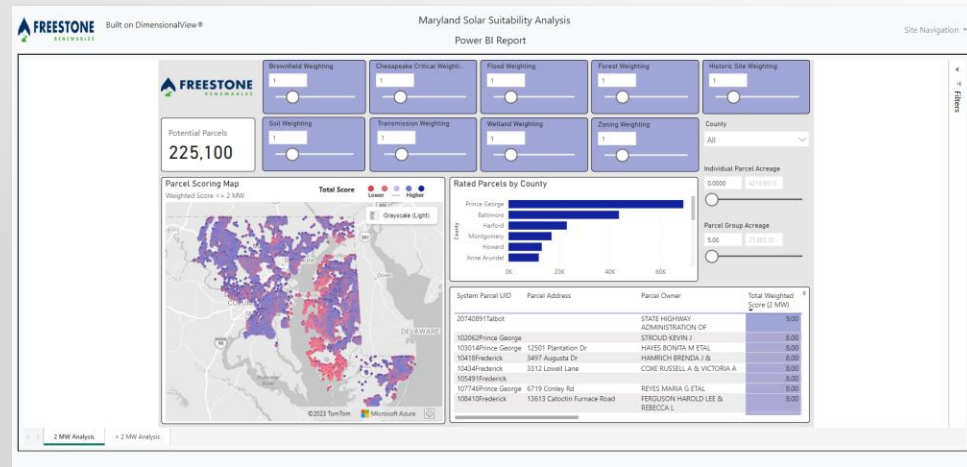 FREESTONE
RENEWABLES
Built on DimensionalView®
Maryland Solar Suitability Analysis
Power BI Report
Site Navigation
Filters
FREESTONE
RENEWABLES
Brownfield Weighting
1
Chesapeake Critical Weighti...
1
Flood Weighting
1
Forest Weighting
1
Historic Site Weighting
1
Potential Parcels
225,100
Soil Weighting
1
Transmission Weighting
1
Wetland Weighting
1
Zoning Weighting
1
County
All
Individual Parcel Acreage
0.0000
Parcel Group Acreage
5.00
Parcel Scoring Map
Weighted Score <= 2 MW
Total Score
Lower
Higher
Grayscale (Light)
Dover
DELAWARE
©2023 TomTom
Microsoft Azure
Rated Parcels by County
County
Prince George
Baltimore
Harford
Montgomery
Howard
Anne Arundel
0K 20K 40K 60K
System Parcel UID Parcel Address Parcel Owner Total Weighted
Score (2 MW)
20740891Talbot STATE HIGHWAY 9.00
ADMINISTRATION OF
102062Prince George STROUD KEVIN J 8.00
103014Prince George 12501 Plantation Dr HAYES BONITA M ETAL 8.00
10418Frederick 3497 Augusta Dr HAMRICH BRENDA J & 8.00
10434Frederick 3312 Lowell Lane COXE RUSSELL A & VICTORIA A 8.00
105491Frederick 8.00
107746Prince George 6719 Conley Rd REYES MARIA G ETAL 8.00
108410Frederick 13613 Catoctin Furnace Road FERGUSON HAROLD LEE & 8.00
REBECCA L
2 MW Analysis
+ 2 MW Analysis